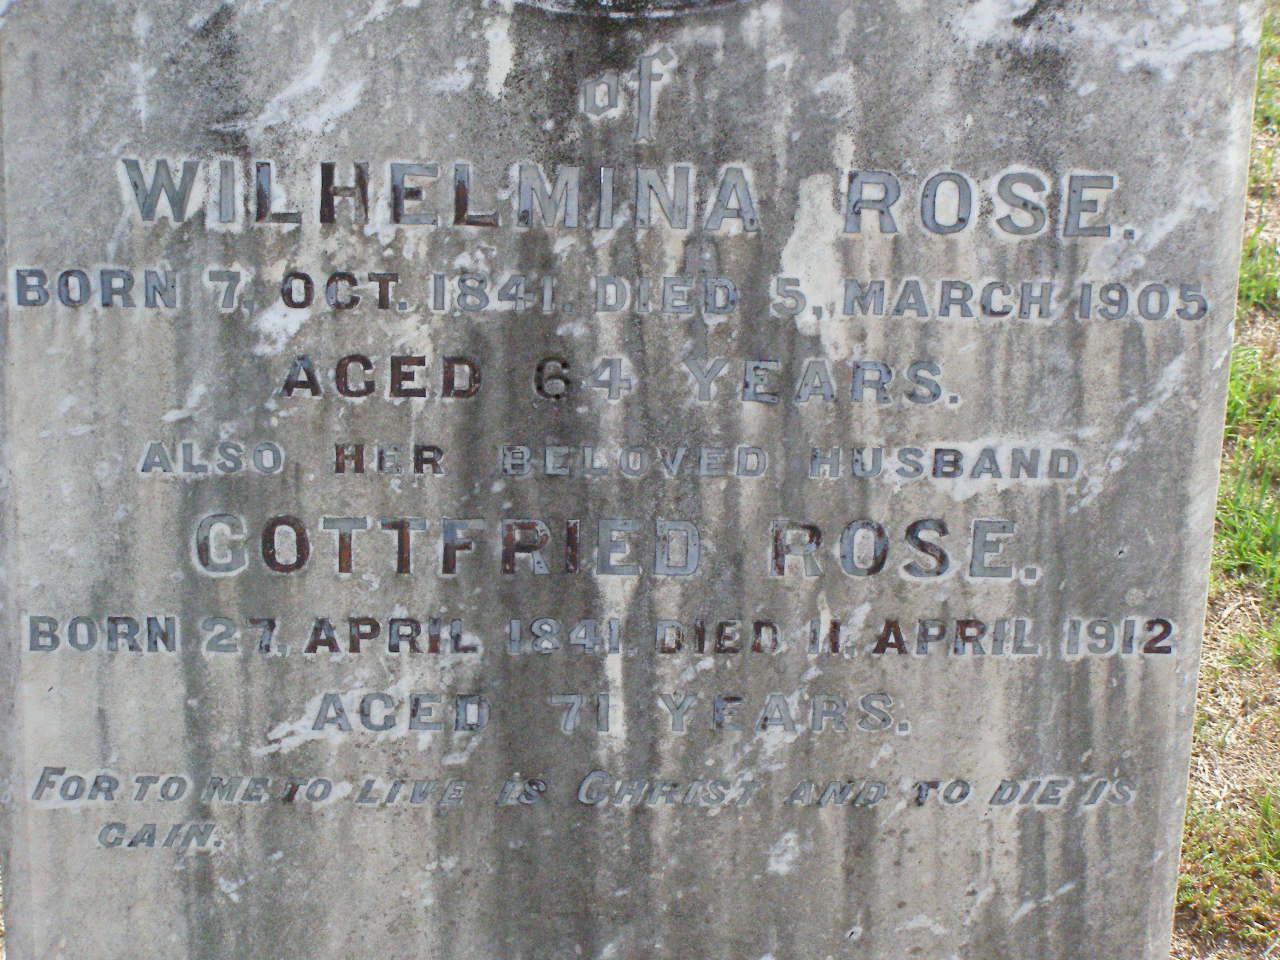 of
WILHELMINA ROSE.
BORN 7, OCT. 1841. DIED 5, MARCH 1905
AGED 64 YEARS.
ALSO HER BELOVED HUSBAND
GOTTFRIED ROSE.
BORN 27, APRIL 1841. DIED 11, APRIL 1912
AGED 71 YEARS.
FOR TO ME TO LIVE IS CHRIST AND TO DIE IS
GAIN.